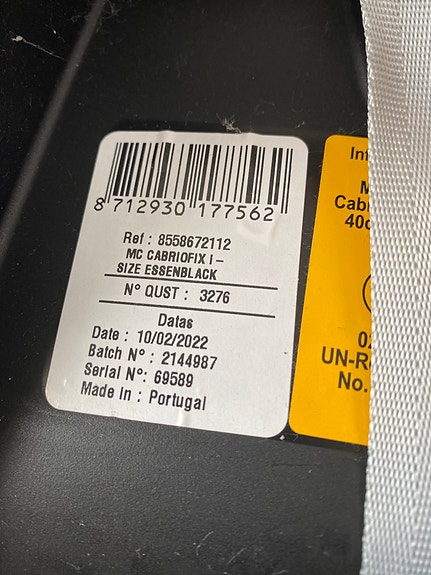 8 712930 177562
Ref : 8558672112
MC CABRIOFIX I-
SIZE ESSENBLACK
N° QUST : 3276
Datas
Date : 10/02/2022
Batch N° : 2144987
Serial N°: 69589
Made In : Portugal
UN-R
No.